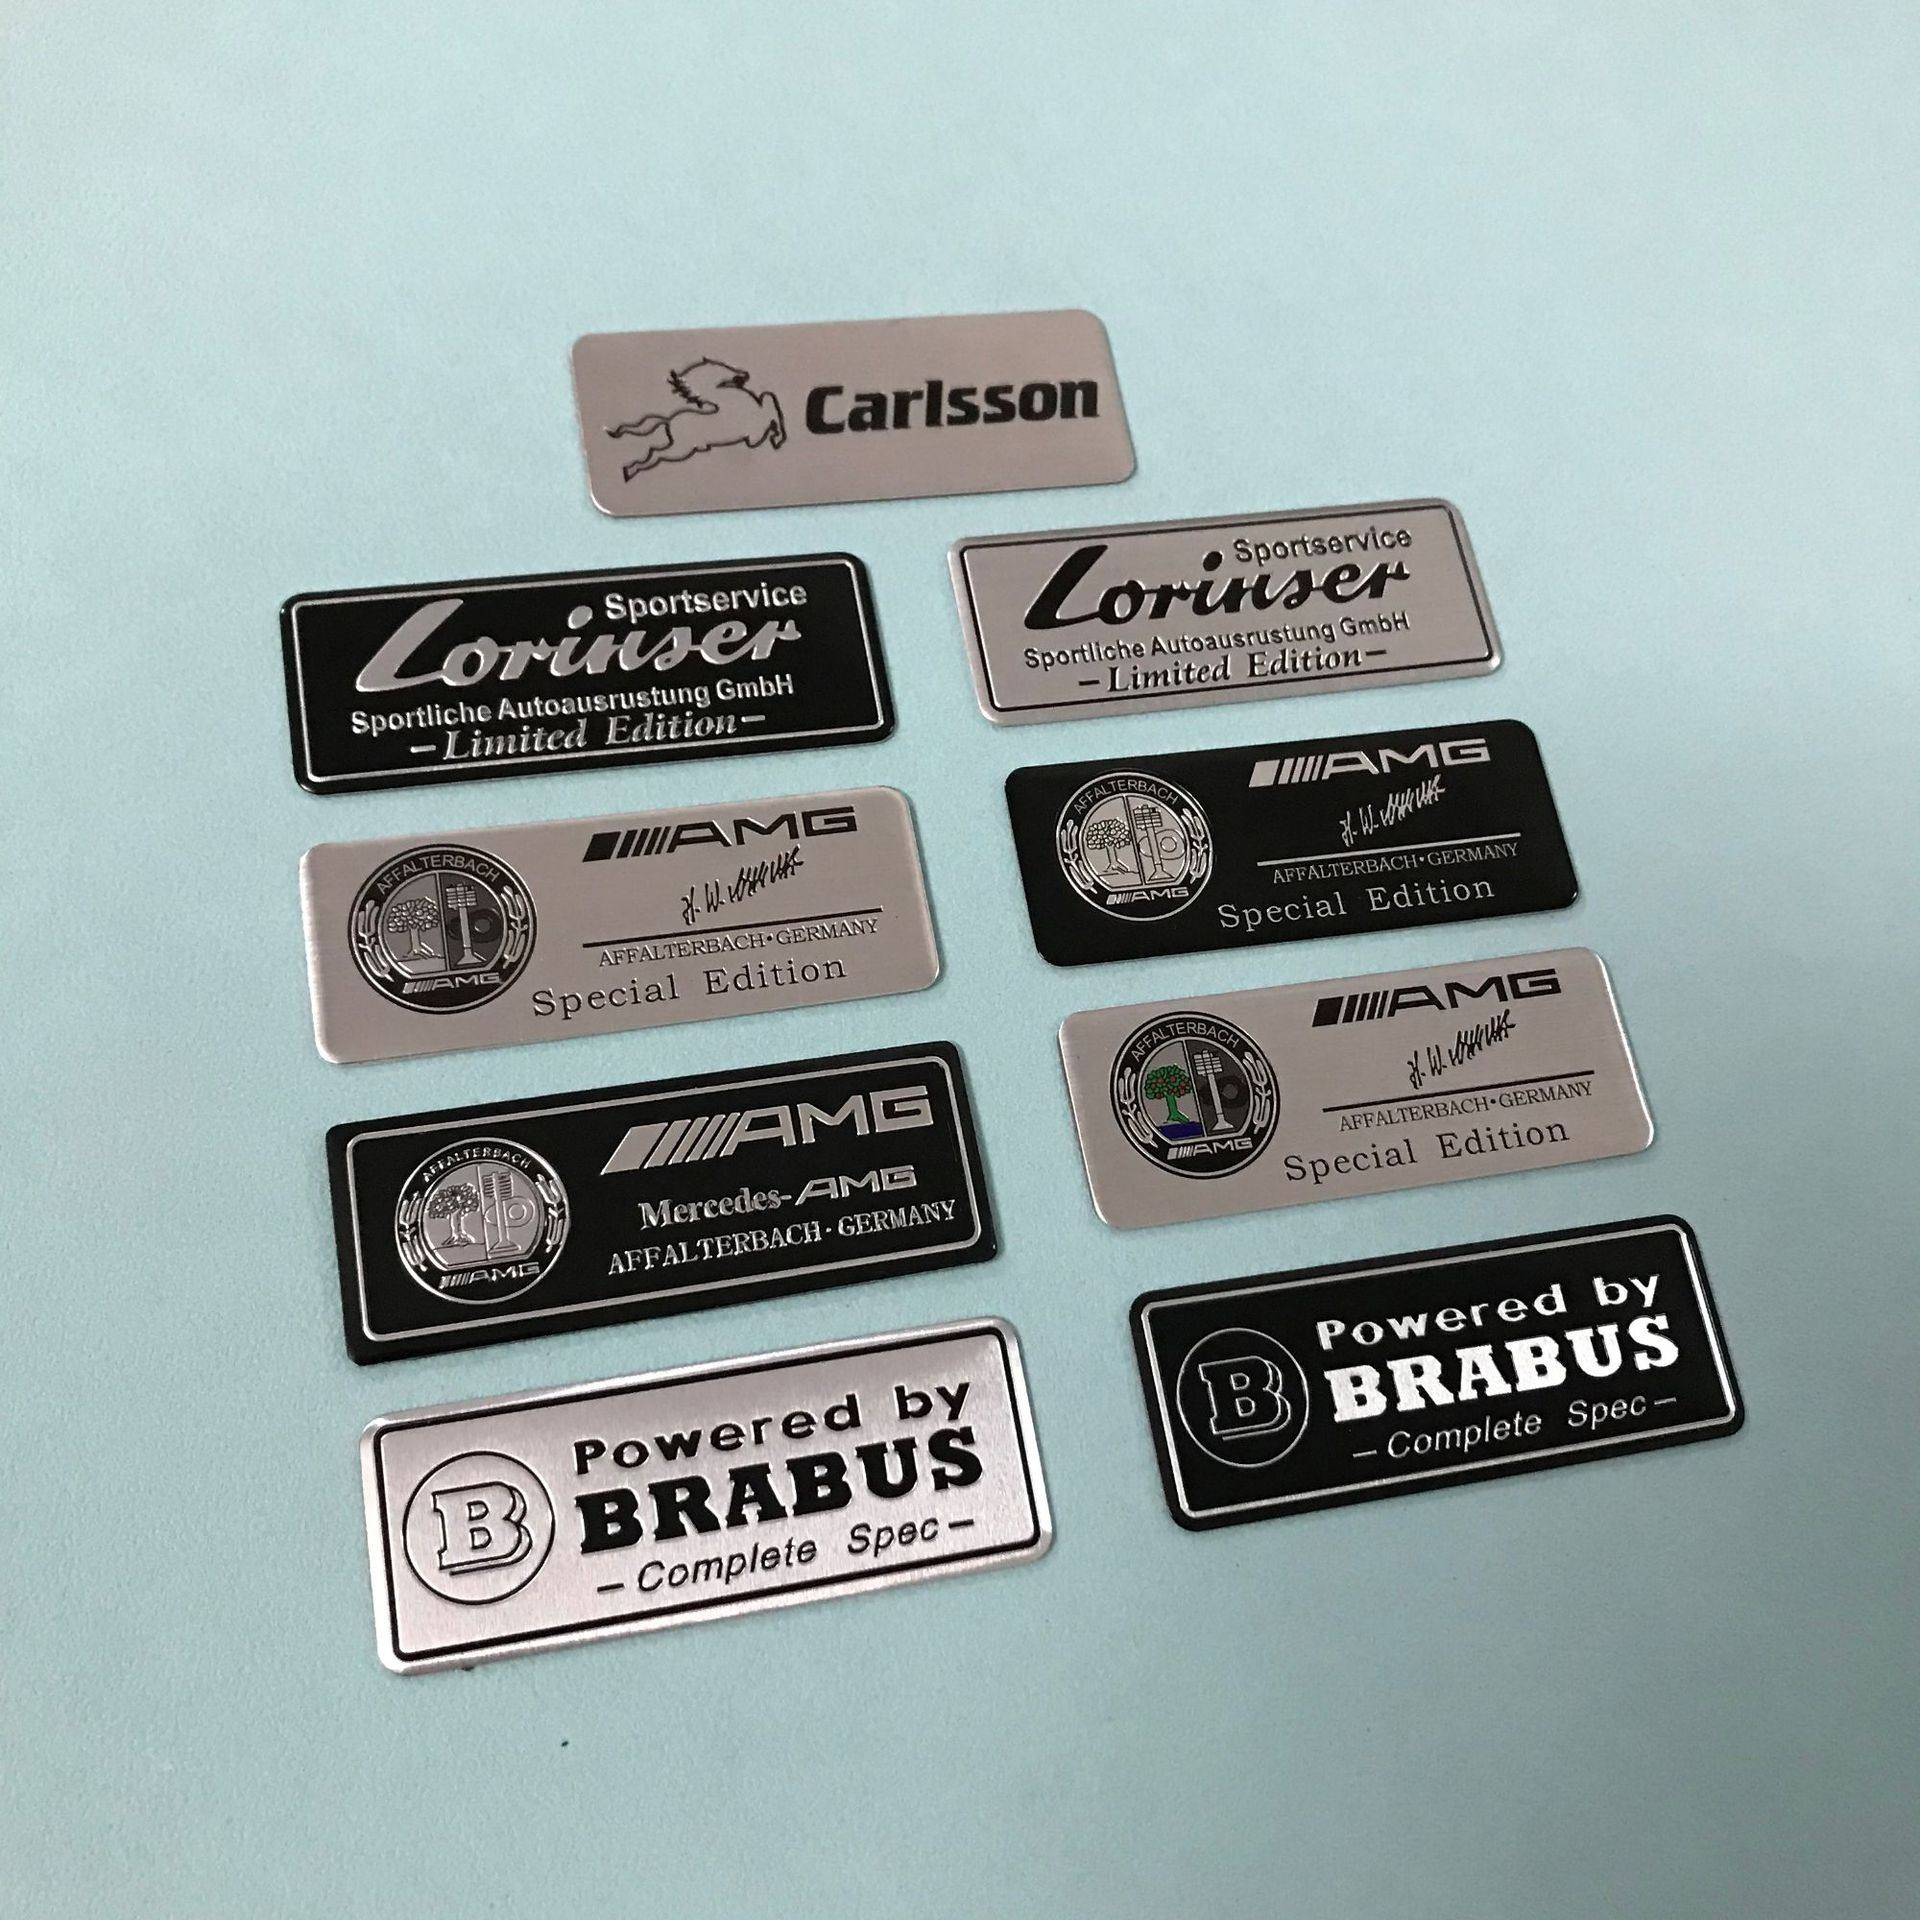 Carlsson
Sportservice
Lorinser
Sportliche Autoausrustung GmbH
-Limited Edition-
Sportservice
Lorinser
Sportliche Autoausrustung GmbH
-Limited Edition-
AFFALTERBACH
AMG
AMG
AFFALTERBACH·GERMANY
Special Edition
AFFALTERBACH
AMG
AMG
AFFALTERBACH·GERMANY
Special Edition
AFFALTERBACH
AMG
AMG
Mercedes-AMG
AFFALTERBACH·GERMANY
AFFALTERBACH
AMG
AMG
AFFALTERBACH·GERMANY
Special Edition
B
Powered by
BRABUS
-Complete Spec-
B
Powered by
BRABUS
-Complete Spec-